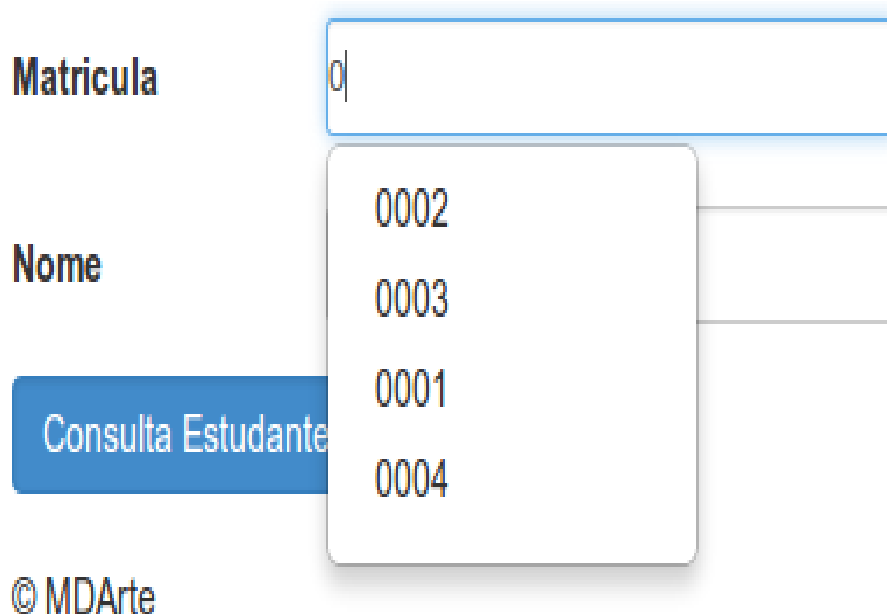 Matricula
0
0002
0003
0001
0004
Nome
Consulta Estudante
© MDArte